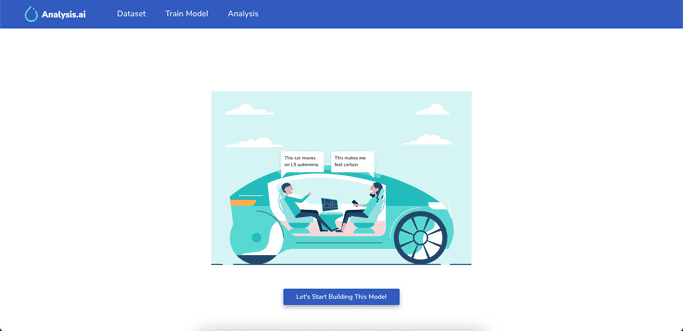 Analysis.ai Dataset Train Model Analysis
This car moves
on L5 autonomy
This makes me
feel certain
Let's Start Building This Model